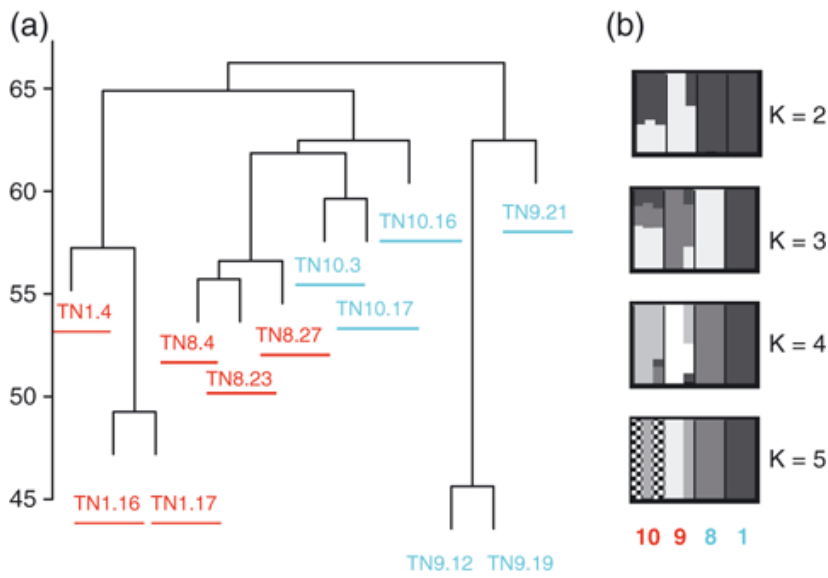 (a)
65
60
55
50
45
TN10.16
TN9.21
TN10.3
TN10.17
TN1.4
TN8.4
TN8.27
TN8.23
TN1.16 TN1.17
TN9.12 TN9.19
(b)
K = 2
K = 3
K = 4
K = 5
10 9 8 1